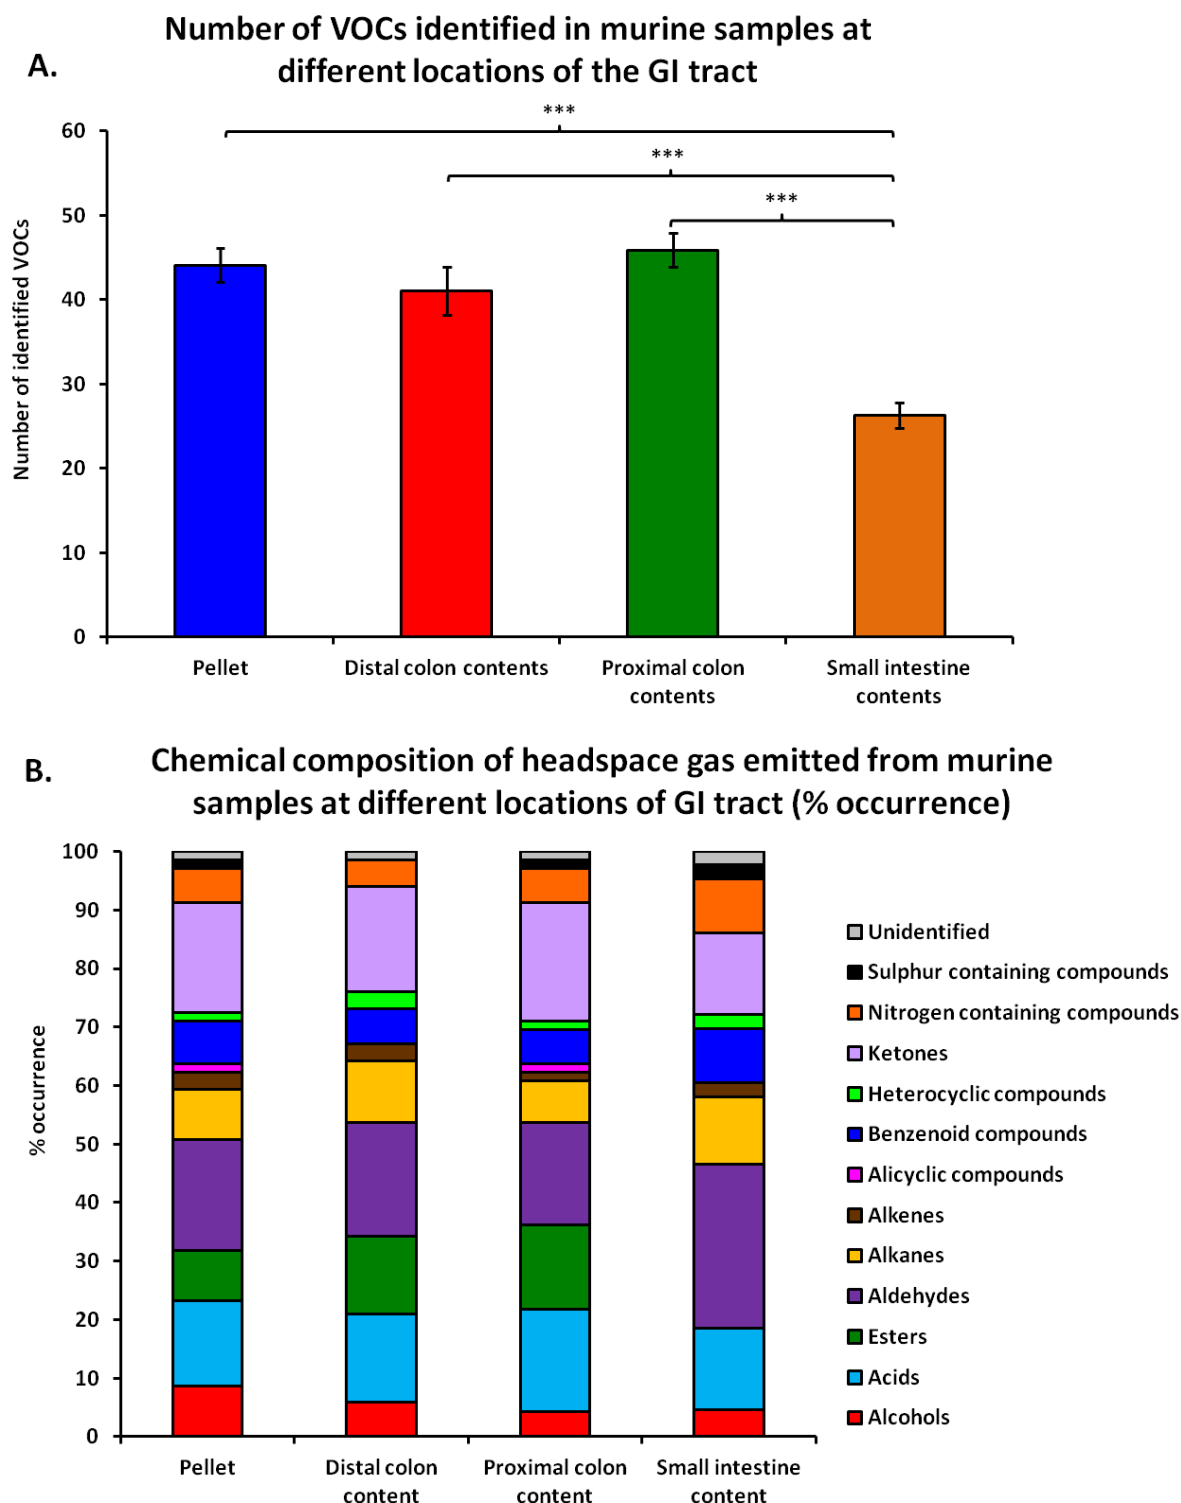 Number of VOCs identified in murine samples at
different locations of the GI tract
A.
***
***
***
60
50
40
30
20
10
0
Number of identified VOCs
Pellet
Distal colon contents
Proximal colon
contents
Small intestine
contents
B.
Chemical composition of headspace gas emitted from murine
samples at different locations of GI tract (% occurrence)
100
90
80
70
60
50
40
30
20
10
0
% occurrence
Pellet
Distal colon
content
Proximal colon
content
Small intestine
content
Unidentified
Sulphur containing compounds
Nitrogen containing compounds
Ketones
Heterocyclic compounds
Benzenoid compounds
Alicyclic compounds
Alkenes
Alkanes
Aldehydes
Esters
Acids
Alcohols